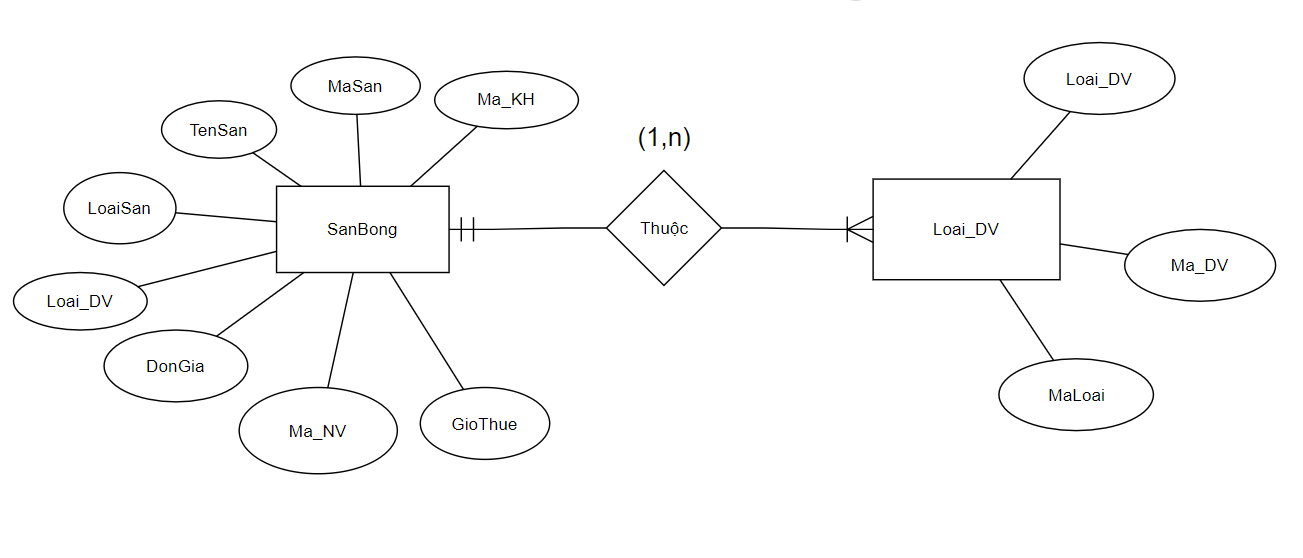 MaSan
Ma_KH
TenSan
LoaiSan
SanBong
Loai_DV
DonGia
Ma_NV
GioThue
(1,n)
Thuộc
Loai_DV
Loai_DV
Ma_DV
MaLoai